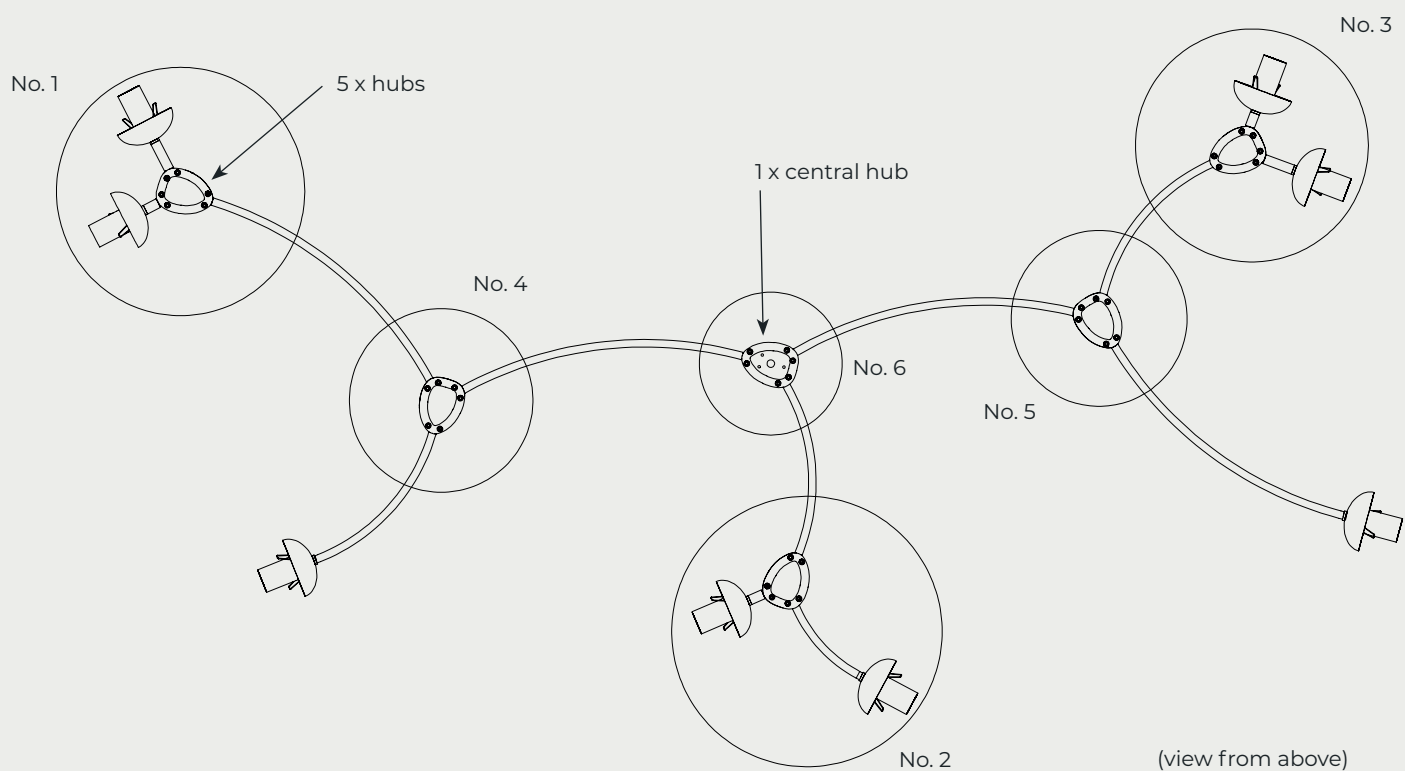 No. 3
No. 1
5 x hubs
1 x central hub
No. 4
No. 6
No. 5
No. 2
(view from above)